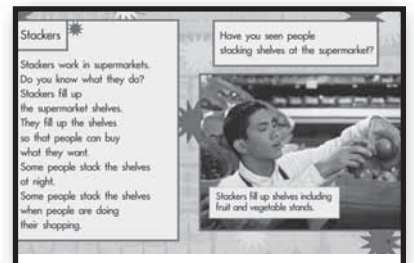 Stackers
Stackers work in supermarkets.
Do you know what they do?
Stackers fill up
the supermarket shelves.
They fill up the shelves
so that people can buy
what they want.
Some people stack the shelves
at night.
Some people stack the shelves
when people are doing
their shopping.
Have you seen people
stacking shelves at the supermarket?
Stackers fill up shelves including
fruit and vegetable stands.